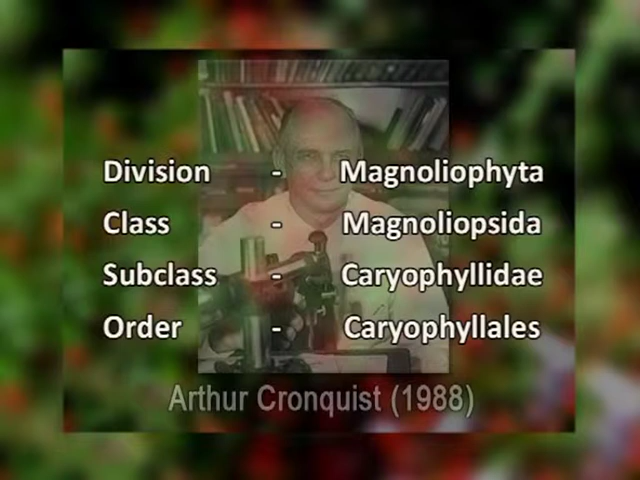 Division - Magnoliophyta
Class - Magnoliopsida
Subclass - Caryophyllidae
Order - Caryophyllales
Arthur Cronquist (1988)